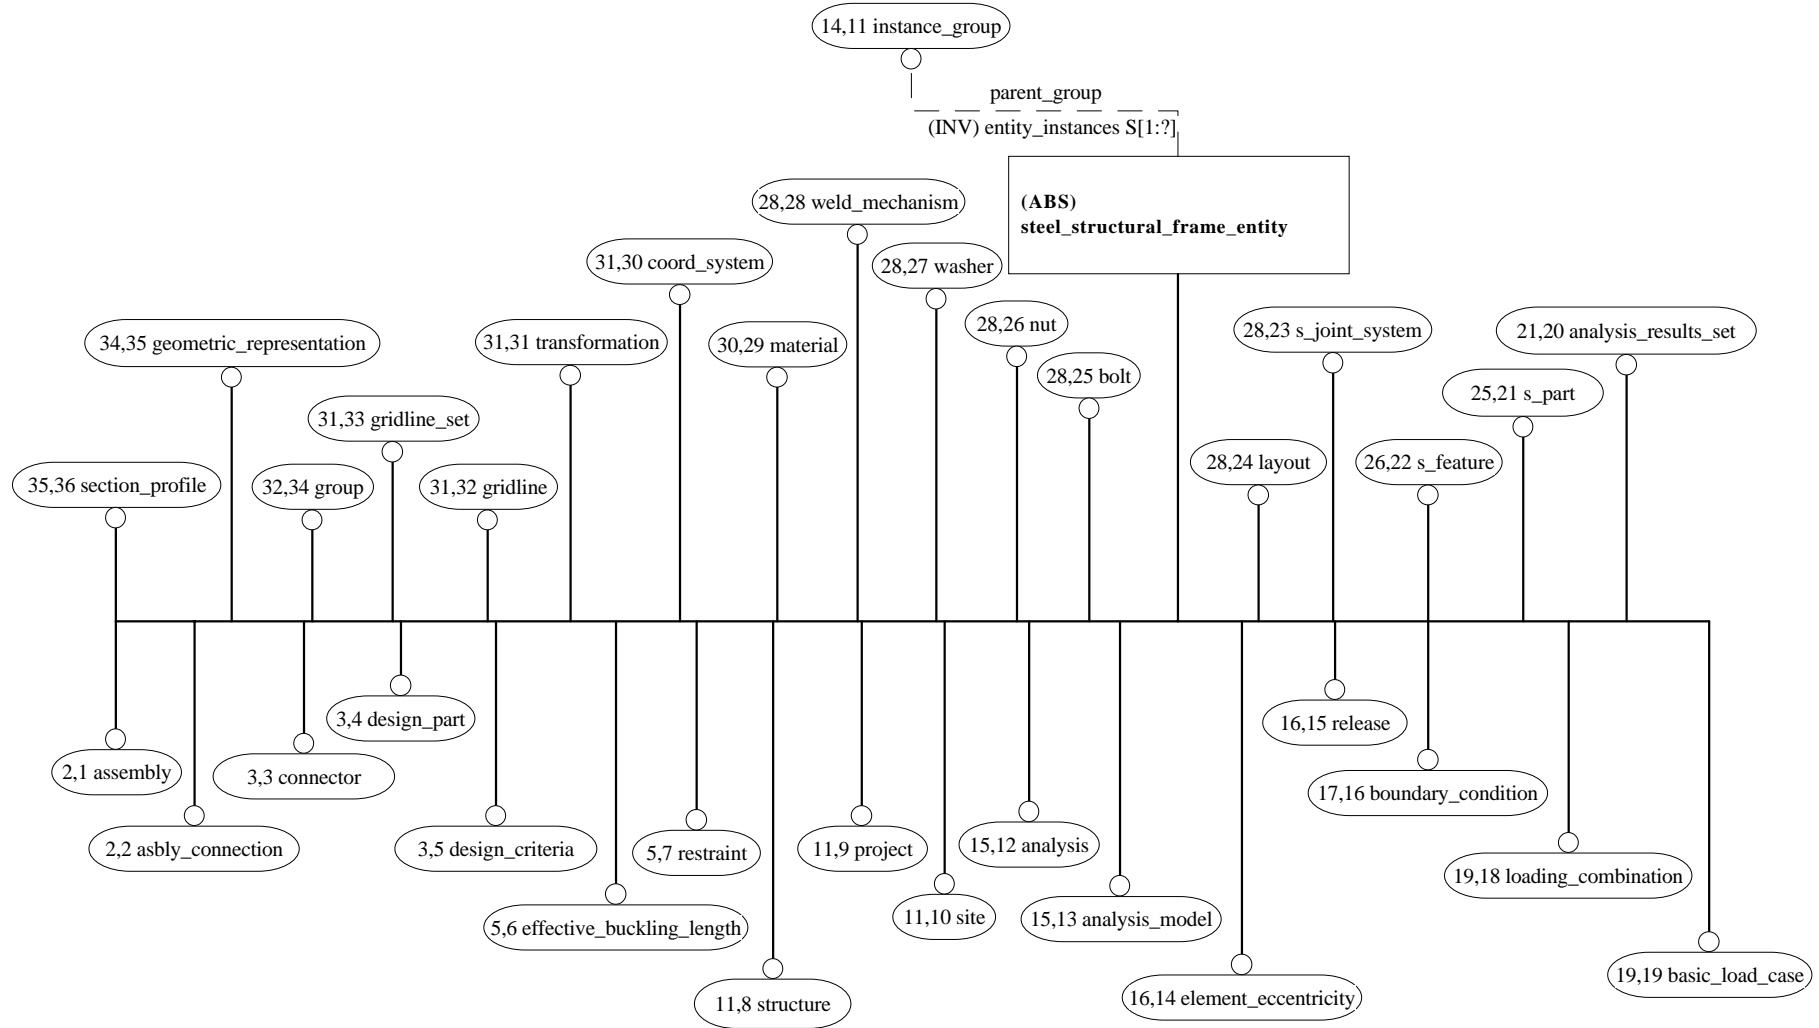 14,11 instance_group
parent_group
(INV) entity_instances S[1:?]
(ABS)
steel_structural_frame_entity
28,28 weld_mechanism
31,30 coord_system
28,27 washer
34,35 geometric_representation
31,31 transformation
30,29 material
28,26 nut
28,23 s_joint_system
21,20 analysis_results_set
28,25 bolt
25,21 s_part
31,33 gridline_set
35,36 section_profile
32,34 group
31,32 gridline
28,24 layout
26,22 s_feature
3,4 design_part
16,15 release
2,1 assembly
3,3 connector
17,16 boundary_condition
2,2 asbly_connection
3,5 design_criteria
5,7 restraint
11,9 project
15,12 analysis
19,18 loading_combination
5,6 effective_buckling_length
11,10 site
15,13 analysis_model
19,19 basic_load_case
11,8 structure
16,14 element_eccentricity